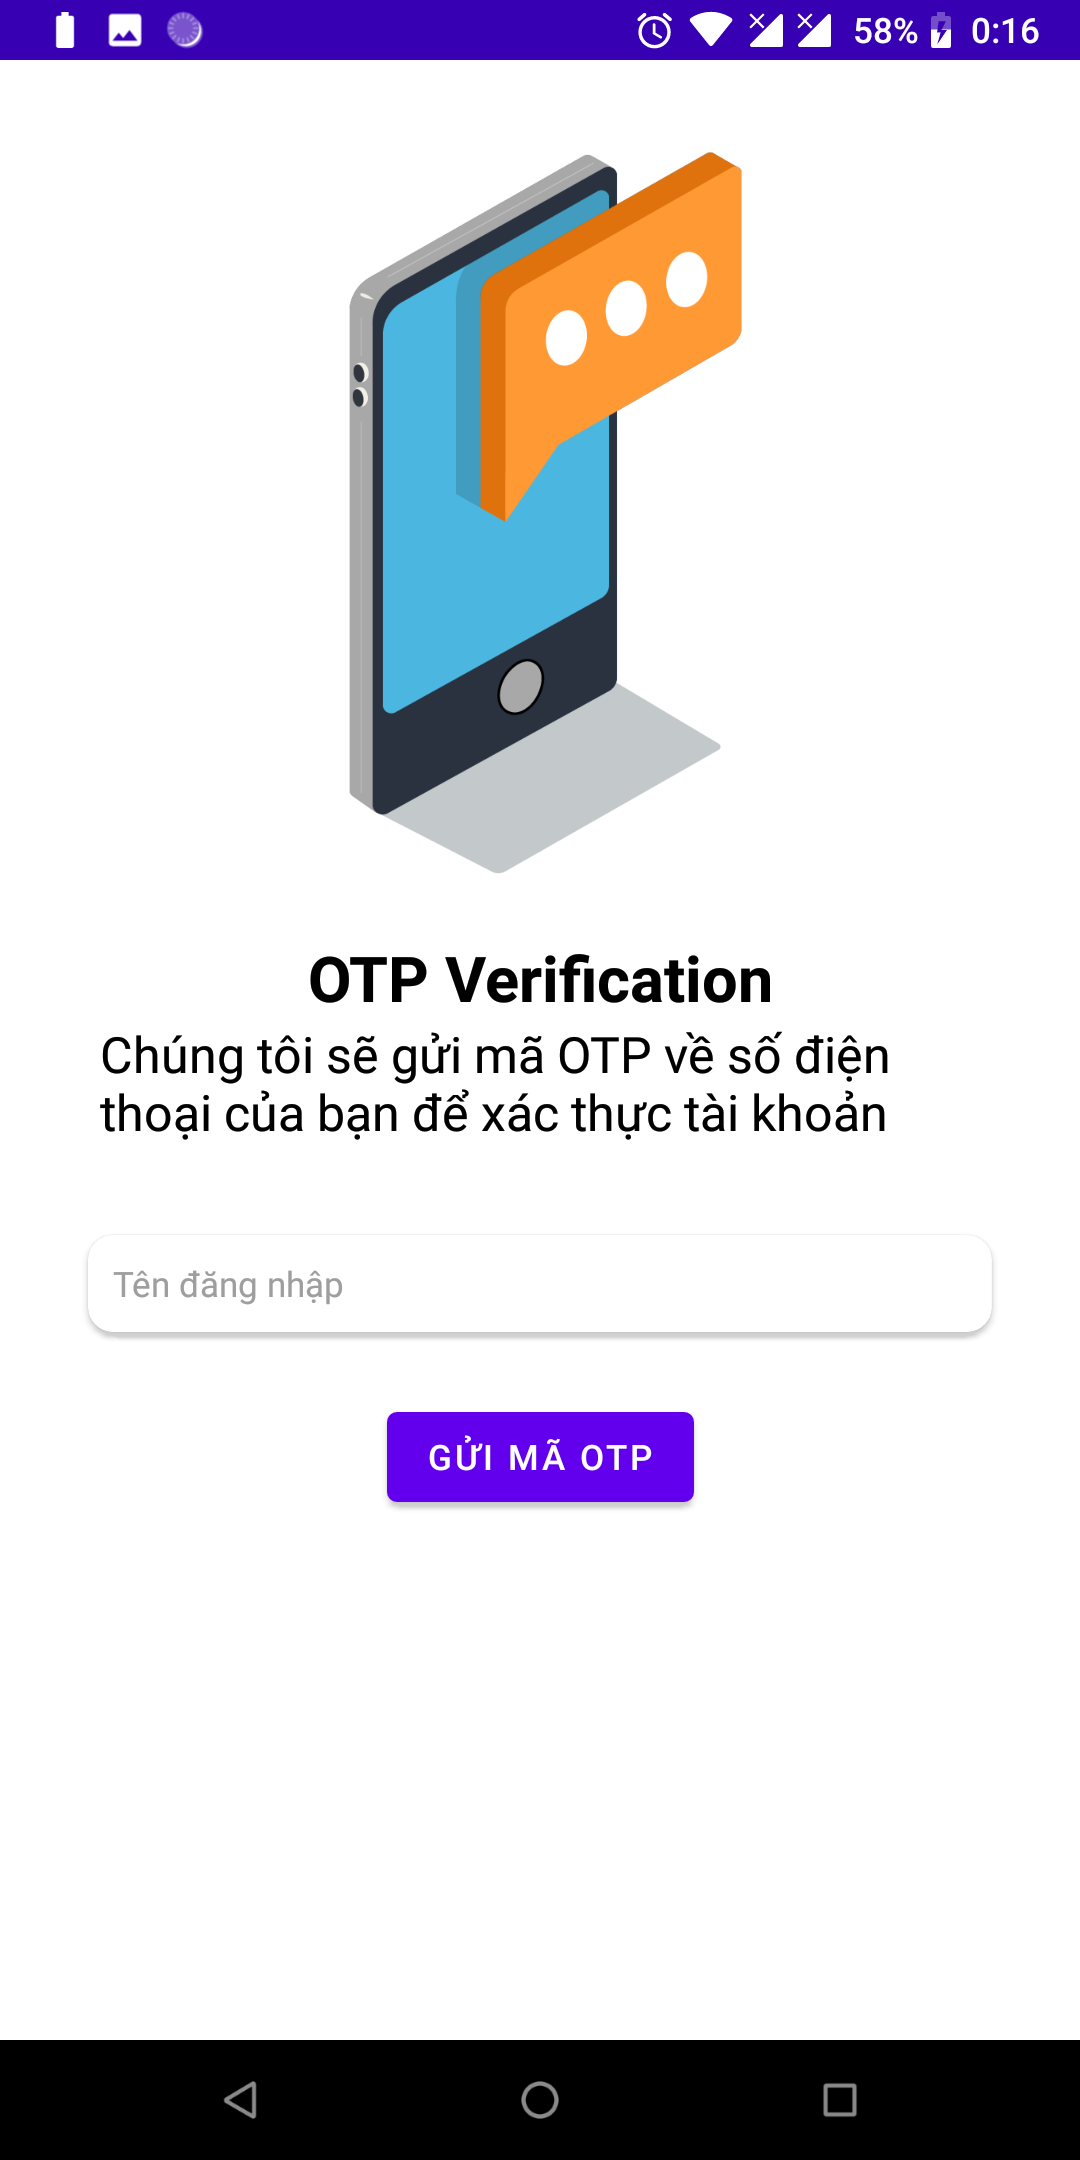 58% 0:16
OTP Verification
Chúng tôi sẽ gửi mã OTP về số điện
thoại của bạn để xác thực tài khoản
Tên đăng nhập
GỬI MÃ OTP